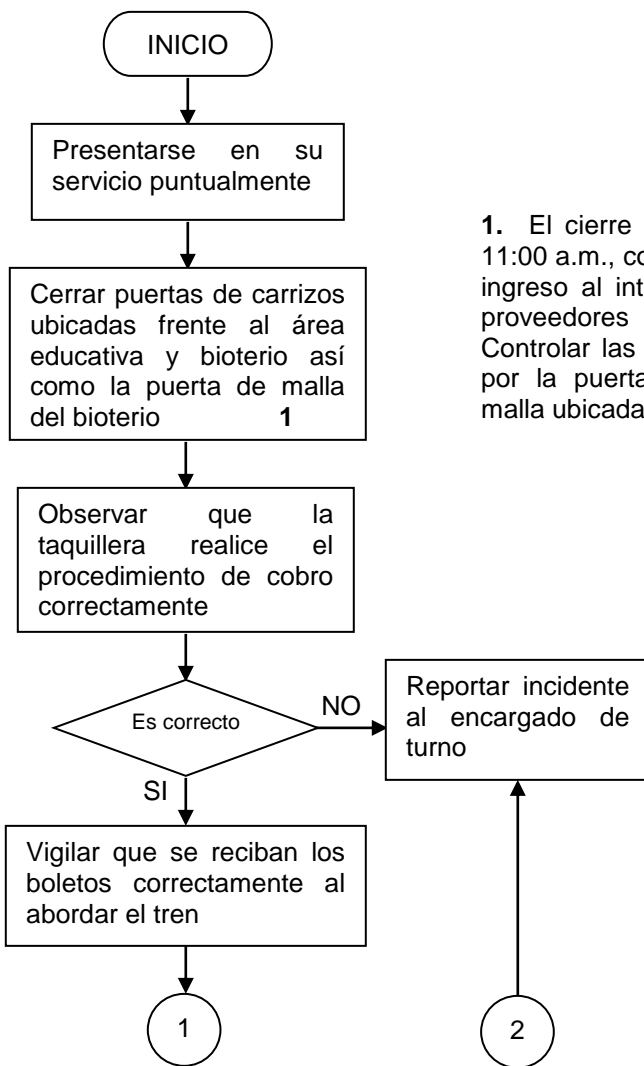 INICIO
Presentarse en su
servicio puntualmente
Cerrar puertas de carrizos
ubicadas frente al área
educativa y bioterio así
como la puerta de malla
del bioterio 1
1. El cierre
11:00 a.m.,
ingreso al
proveedores
Controlar las
por la puerta
malla ubicada
Observar que la
taquillera realice el
procedimiento de cobro
correctamente
Es correcto
NO
Reportar incidente
al encargado de
turno
SI
Vigilar que se reciban los
boletos correctamente al
abordar el tren
1
2